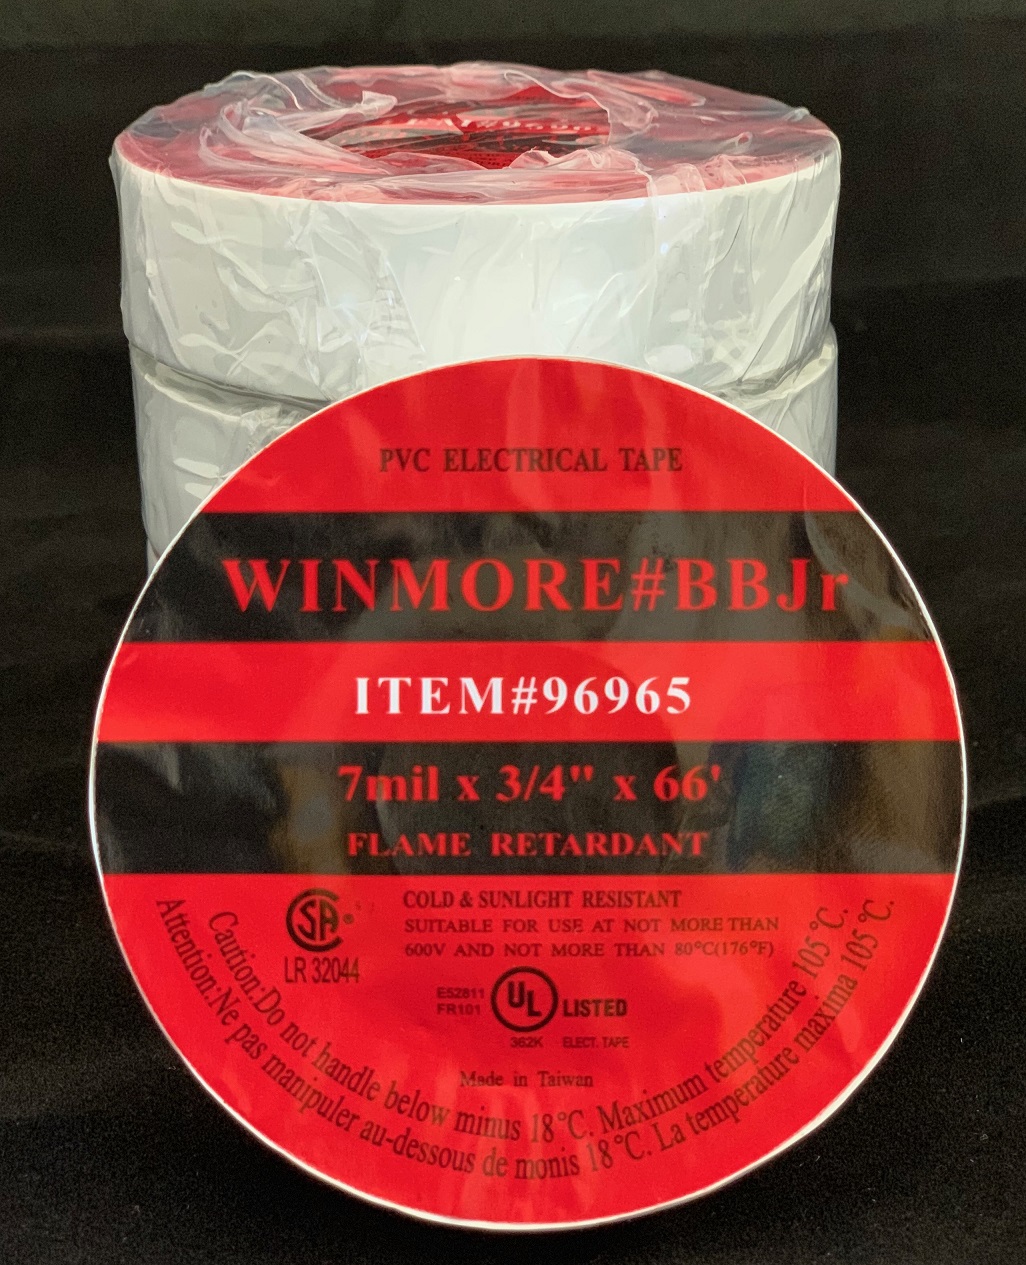 PVC ELECTRICAL TAPE
WINMORE#BBJr
ITEM#96965
7mil x 3/4" x 66'
FLAME RETARDANT
SA
LR 32044
COLD & SUNLIGHT RESISTANT
SUITABLE FOR USE AT NOT MORE THAN
600V AND NOT MORE THAN 80°C(176°F)
E52811
FR101
UL
LISTED
362K ELECT. TAPE
Made in Taiwan
Caution:Do not handle below minus 18°C. Maximum temperature 105°C.
Attention:Ne pas manipuler au-dessous de monis 18°C. La temperature maxima 105°C.